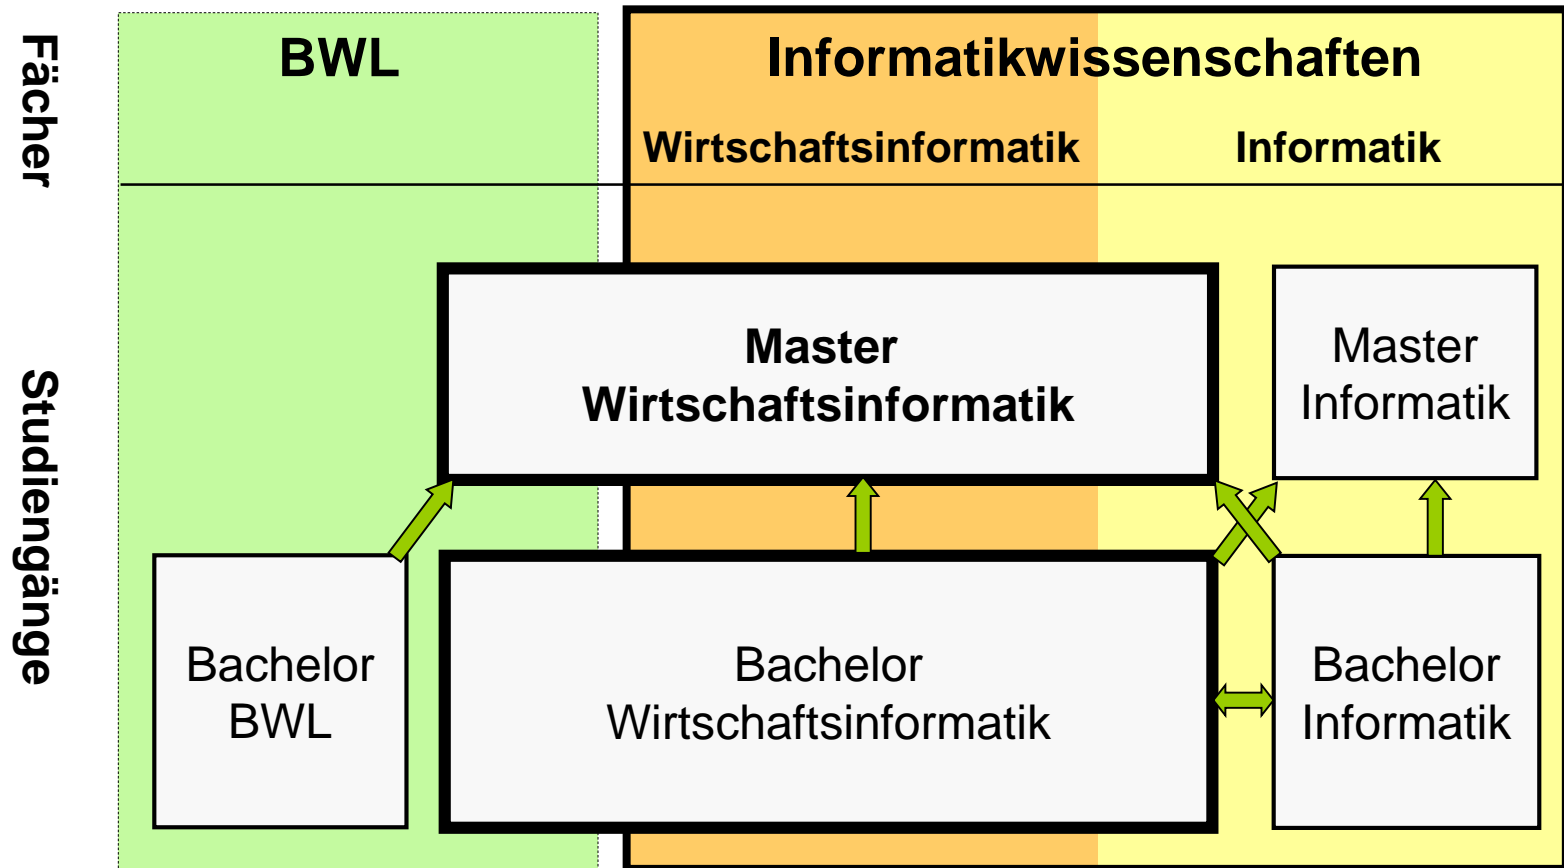 Fächer
BWL
Informatikwissenschaften
Wirtschaftsinformatik
Informatik
Studiengänge
Master
Wirtschaftsinformatik
Master
Informatik
Bachelor
BWL
Bachelor
Wirtschaftsinformatik
Bachelor
Informatik